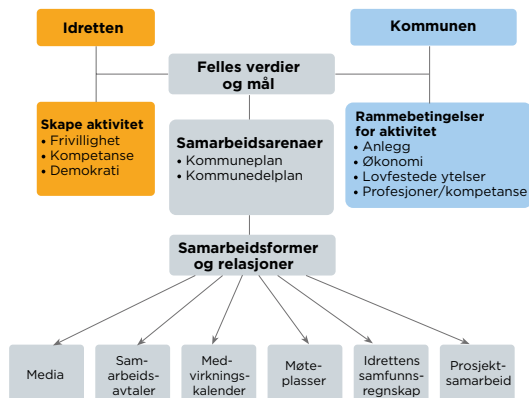 Idretten
Kommunen
Felles verdier
og mål
Skape aktivitet
• Frivillighet
• Kompetanse
• Demokrati
Samarbeidsarenaer
• Kommuneplan
• Kommunedelplan
Rammebetingelser
for aktivitet
• Anlegg
• Økonomi
• Lovfestede ytelser
• Profesjoner/kompetanse
Samarbeidsformer
og relasjoner
Media
Sam-
arbeids-
avtaler
Med-
virknings-
kalender
Møte-
plasser
Idrettens
samfunns-
regnskap
Prosjekt-
samarbeid